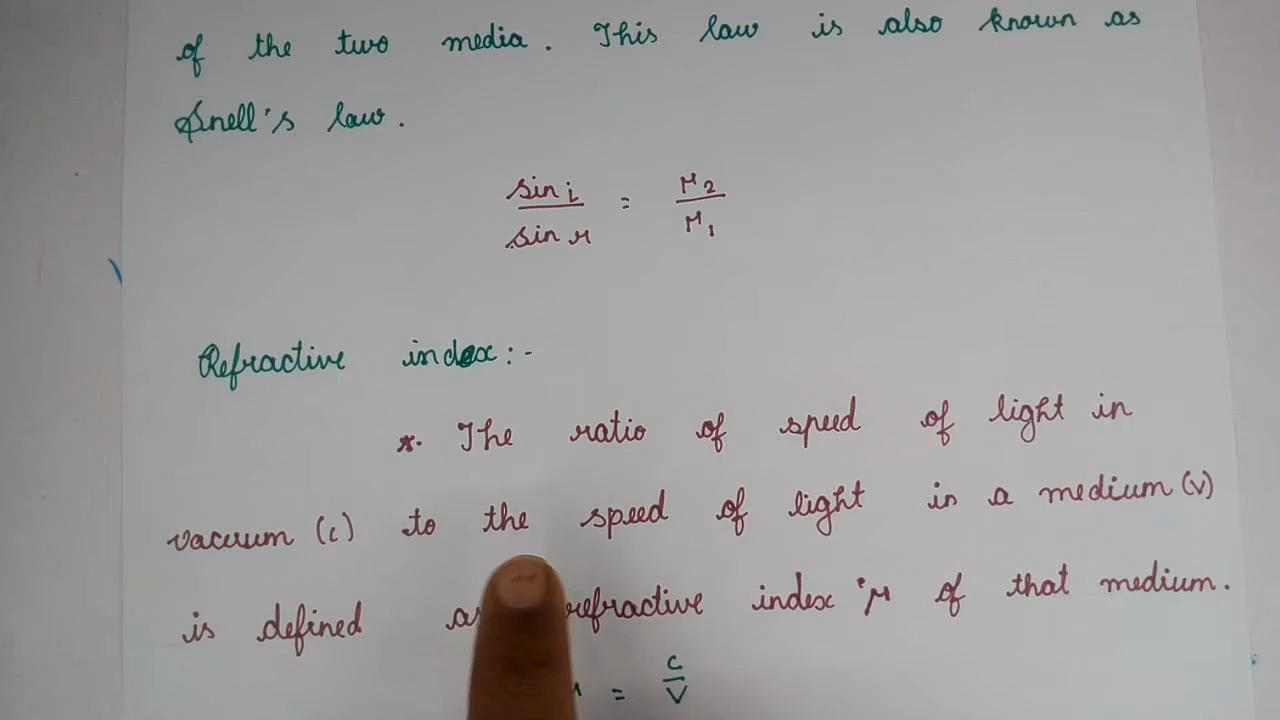 of the two media. This law is also known as
Snell's law.
sin i / sin r = μ2 / μ1
Refractive index:-
*. The ratio of speed of light in
vacuum (c) to the speed of light in a medium (v)
is defined refractive index 'μ of that medium.
= c / v